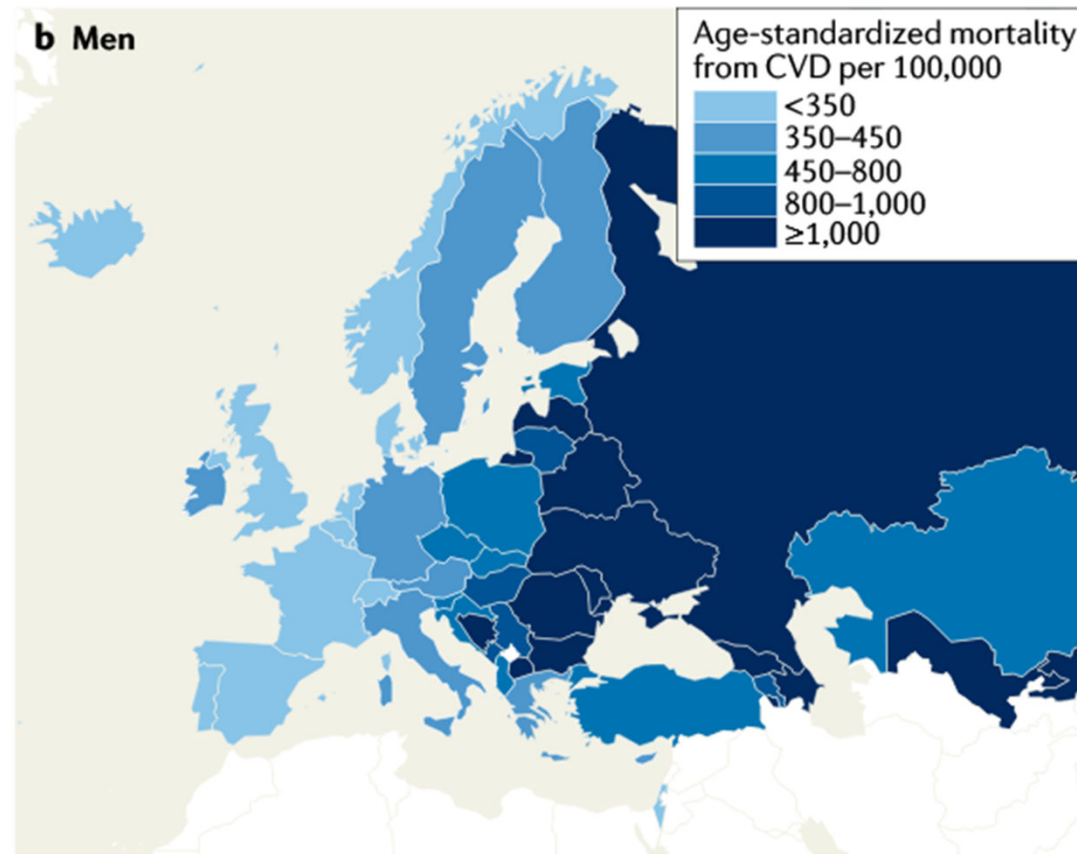 b Men
Age-standardized mortality
from CVD per 100,000
<350
350–450
450–800
800–1,000
≥1,000